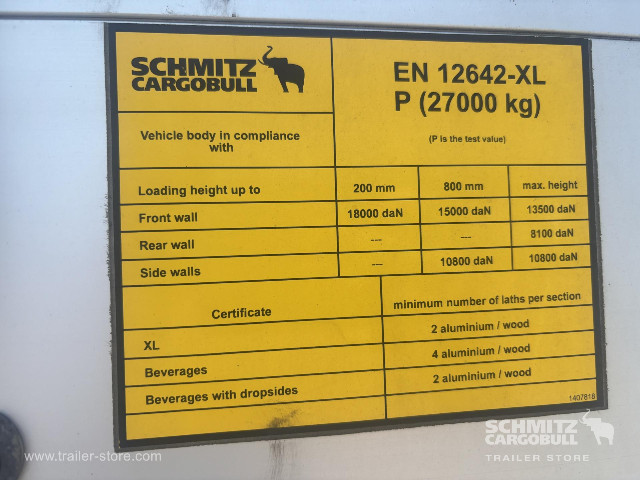 SCHMITZ
CARGOBULL
EN 12642-XL
P (27000 kg)
Vehicle body in compliance
with
(P is the test value)
Loading height up to 200 mm 800 mm max. height
Front wall 18000 daN 15000 daN 13500 daN
Rear wall --- --- 8100 daN
Side walls --- 10800 daN 10800 daN
Certificate minimum number of laths per section
XL 2 aluminium / wood
Beverages 4 aluminium / wood
Beverages with dropsides 2 aluminium / wood
1407818
SCHMITZ
CARGOBULL
TRAILER STORE
www.trailer-store.com